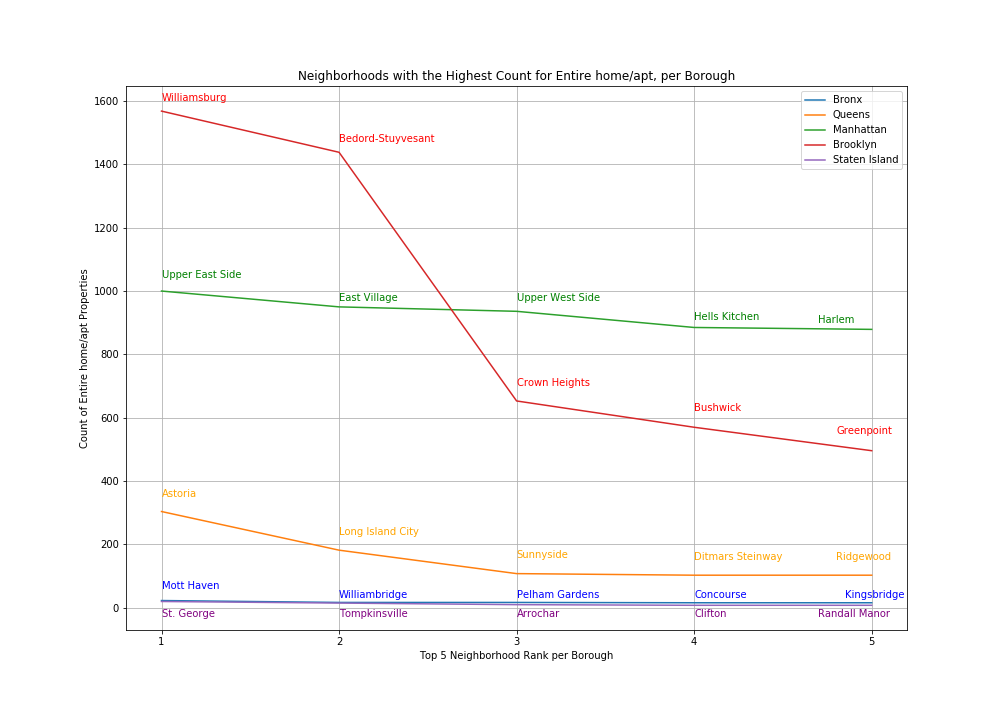 Neighborhoods with the Highest Count for Entire home/apt, per Borough
1600
1400
1200
1000
800
600
400
200
0
Count of Entire home/apt Properties
Bronx
Queens
Manhattan
Brooklyn
Staten Island
Williamsburg
Bedord-Stuyvesant
Upper East Side
East Village
Upper West Side
Hells Kitchen
Harlem
Crown Heights
Bushwick
Greenpoint
Astoria
Long Island City
Sunnyside
Ditmars Steinway
Ridgewood
Mott Haven
Williambridge
Pelham Gardens
Concourse
Kingsbridge
St. George
Tompkinsville
Arrochar
Clifton
Randall Manor
1 2 3 4 5
Top 5 Neighborhood Rank per Borough